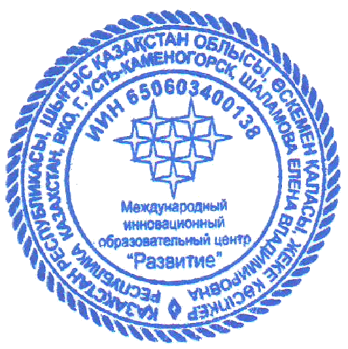 ҚАЗАҚСТАН РЕСПУБЛИКАСЫ, ШЫҒЫС ҚАЗАҚСТАН ОБЛЫСЫ, ӨСКЕМЕН ҚАЛАСЫ, ЖЕКЕ КӘСІПКЕР
РЕСПУБЛИКА КАЗАХСТАН, ВКО, Г. УСТЬ-КАМЕНОГОРСК, ШАЛАМОВА ЕЛЕНА ВЛАДИМИРОВНА
ИИН 650603400138
Международный
инновационный
образовательный центр
"Развитие"